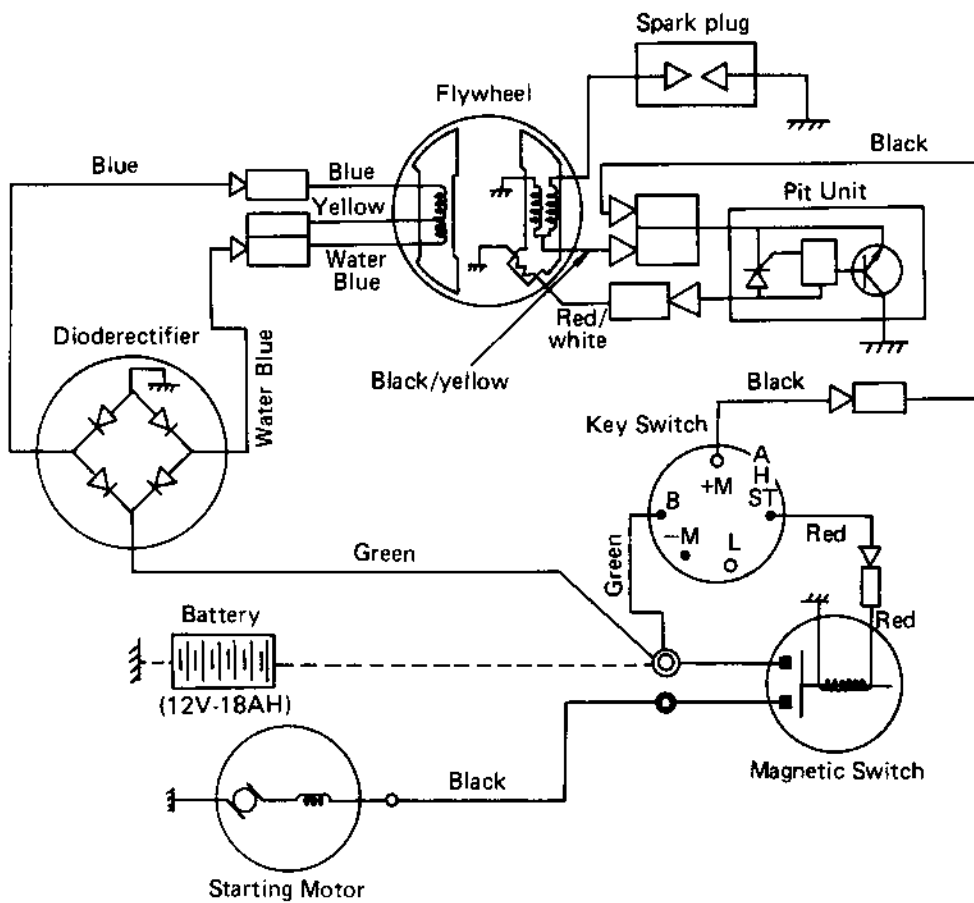 Spark plug
Flywheel
Blue
Blue
Yellow
Water
Blue
Black
Pit Unit
Red/
white
Black/yellow
Dioderectifier
Water Blue
Black
Key Switch
A
H
+M
ST
B
−M
L
Red
Green
Green
Red
Battery
(12V-18AH)
Magnetic Switch
Black
Starting Motor